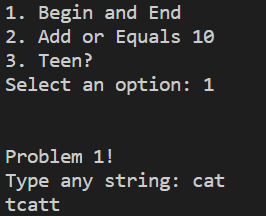 1. Begin and End
2. Add or Equals 10
3. Teen?
Select an option: 1
Problem 1!
Type any string: cat
tcatt